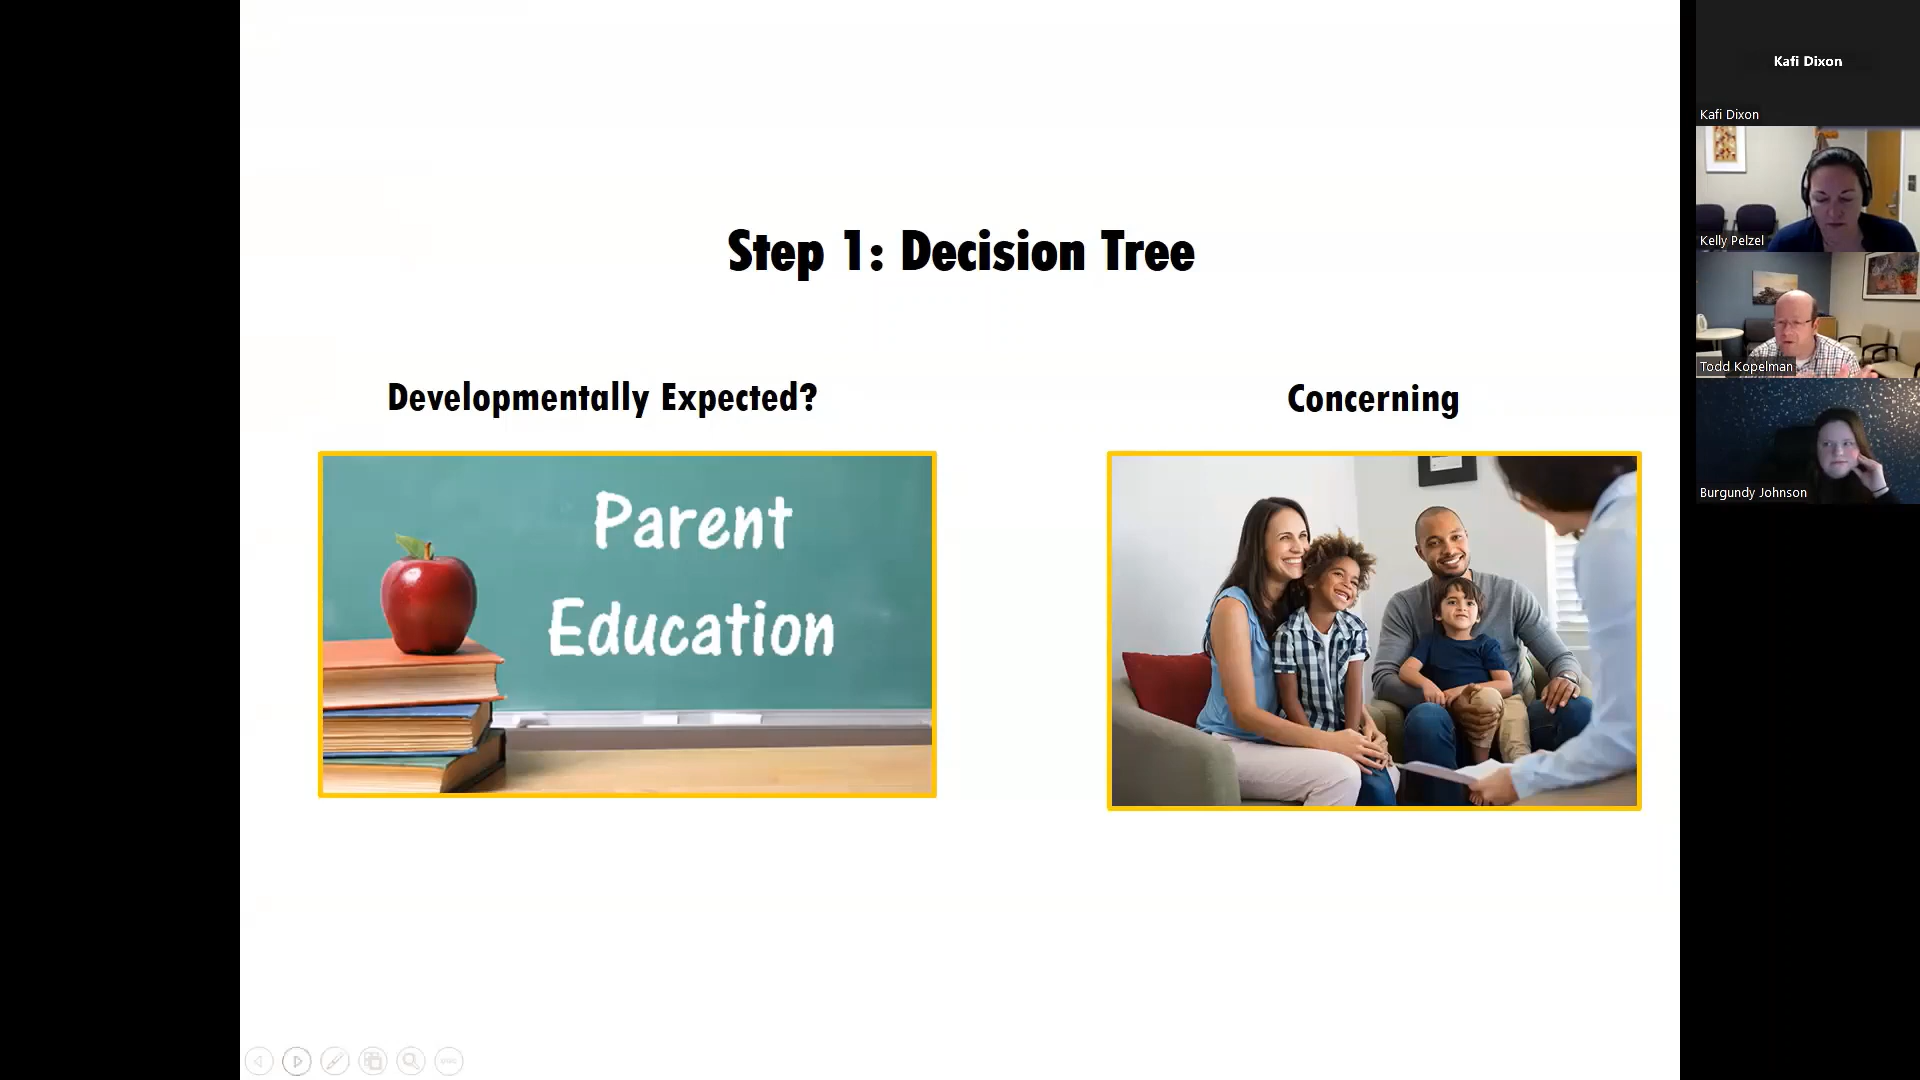 Step 1: Decision Tree
Developmentally Expected?
Concerning
Parent
Education
Kafi Dixon
Kafi Dixon
Kelly Pelzel
Todd Kopelman
Burgundy Johnson